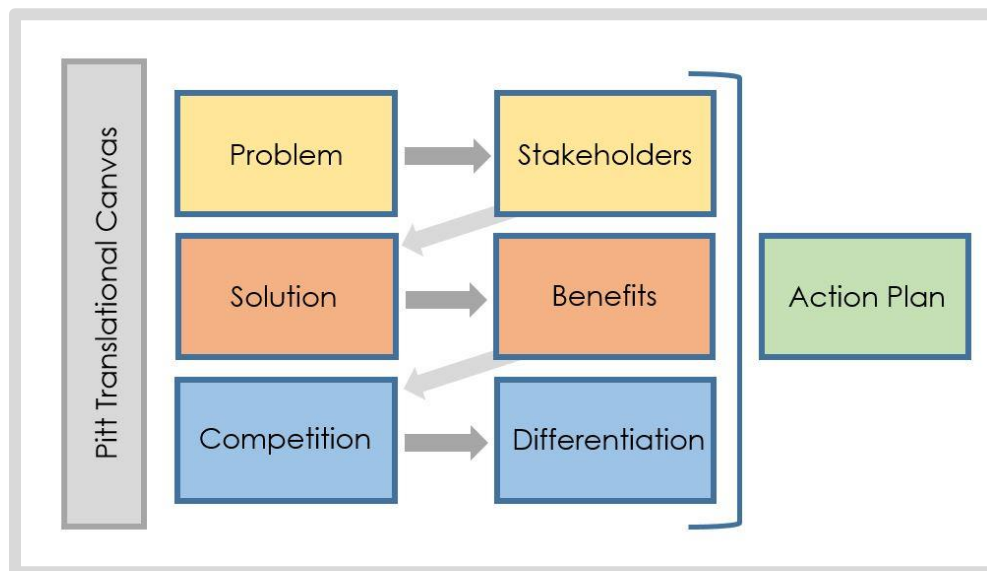 Pitt Translational Canvas
Problem
Stakeholders
Solution
Benefits
Competition
Differentiation
Action Plan